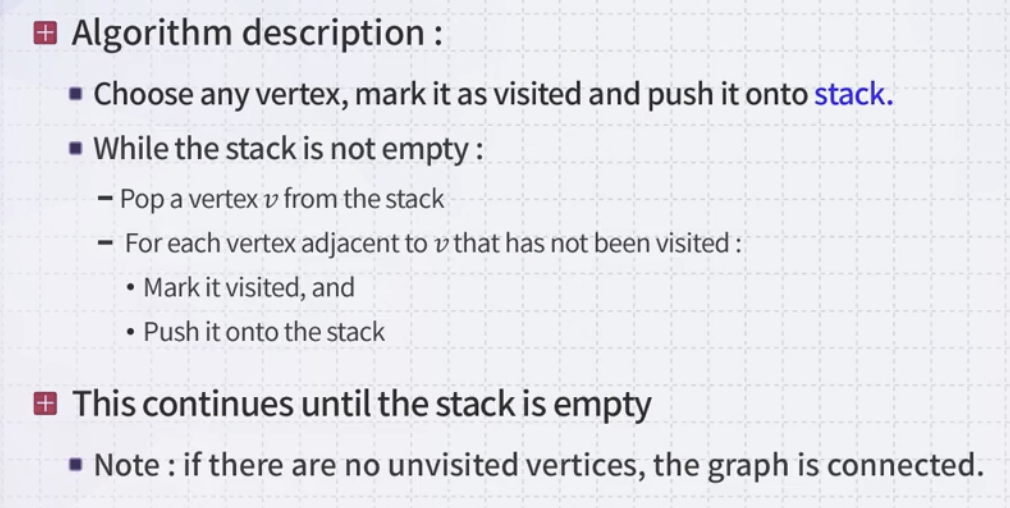 Algorithm description :
Choose any vertex, mark it as visited and push it onto stack.
While the stack is not empty :
– Pop a vertex v from the stack
– For each vertex adjacent to v that has not been visited :
• Mark it visited, and
• Push it onto the stack
This continues until the stack is empty
Note : if there are no unvisited vertices, the graph is connected.